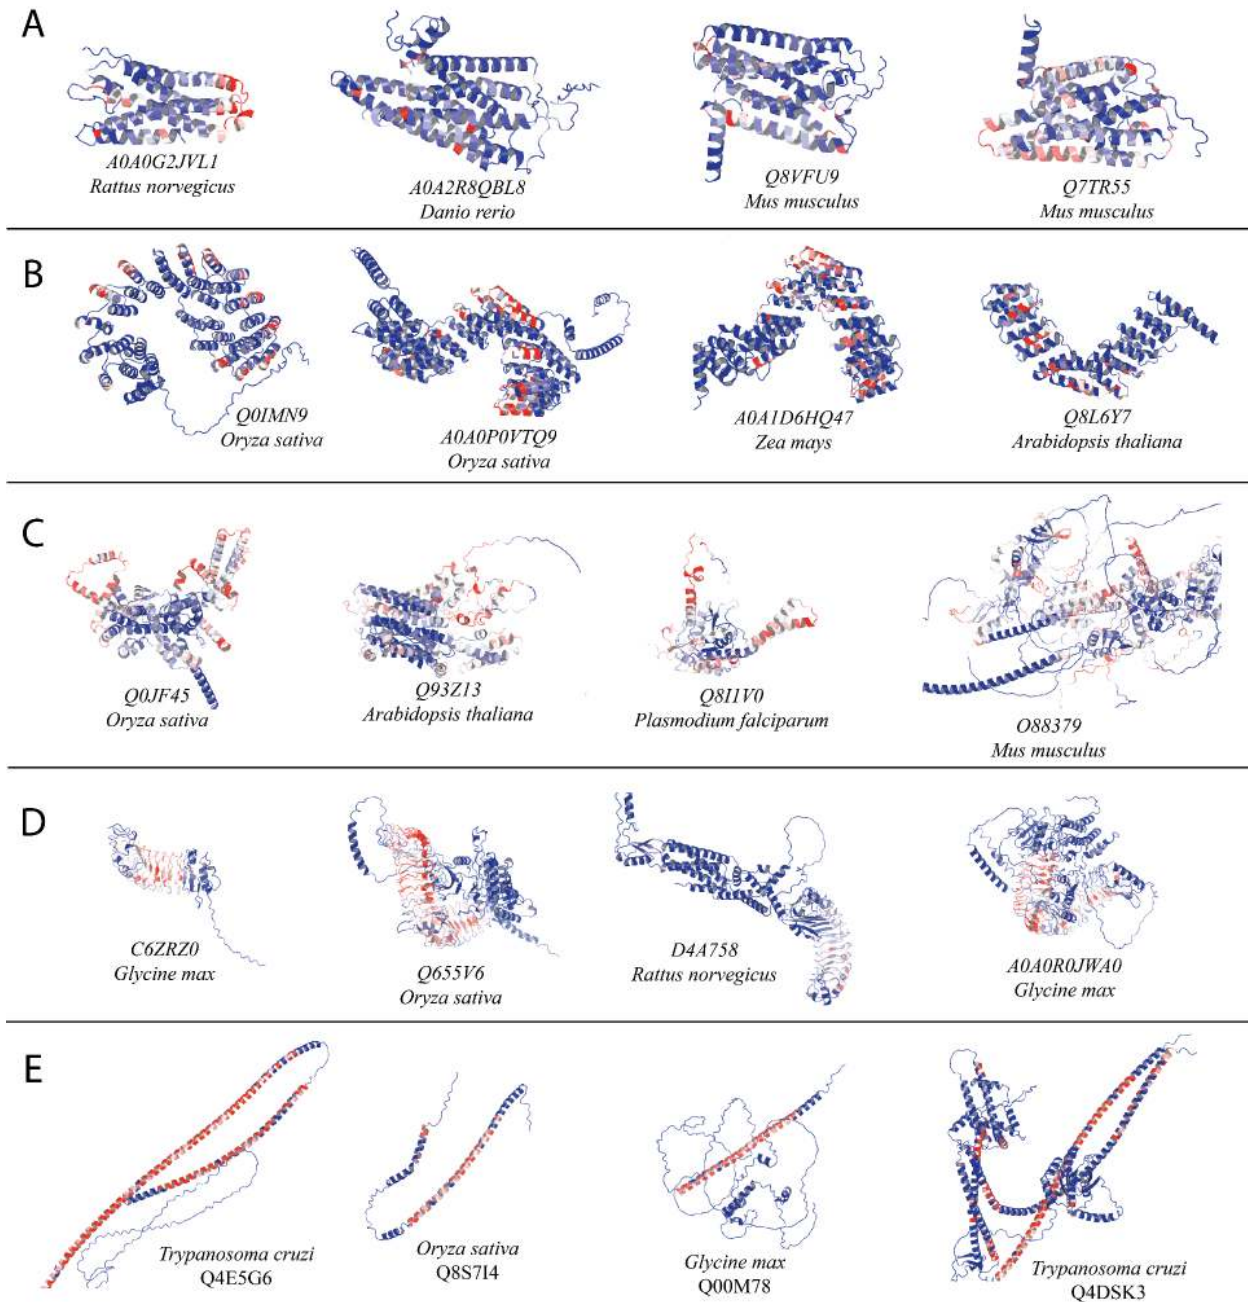 A
A0A0G2JVL1
Rattus norvegicus
A0A2R8QBL8
Danio rerio
Q8VFU9
Mus musculus
Q7TR55
Mus musculus
B
Q0IMN9
Oryza sativa
A0A0P0VTQ9
Oryza sativa
A0A1D6HQ47
Zea mays
Q8L6Y7
Arabidopsis thaliana
C
Q0JF45
Oryza sativa
Q93Z13
Arabidopsis thaliana
Q8I1V0
Plasmodium falciparum
O88379
Mus musculus
D
C6ZRZ0
Glycine max
Q655V6
Oryza sativa
D4A758
Rattus norvegicus
A0A0R0JWA0
Glycine max
E
Trypanosoma cruzi
Q4E5G6
Oryza sativa
Q8S7I4
Glycine max
Q00M78
Trypanosoma cruzi
Q4DSK3